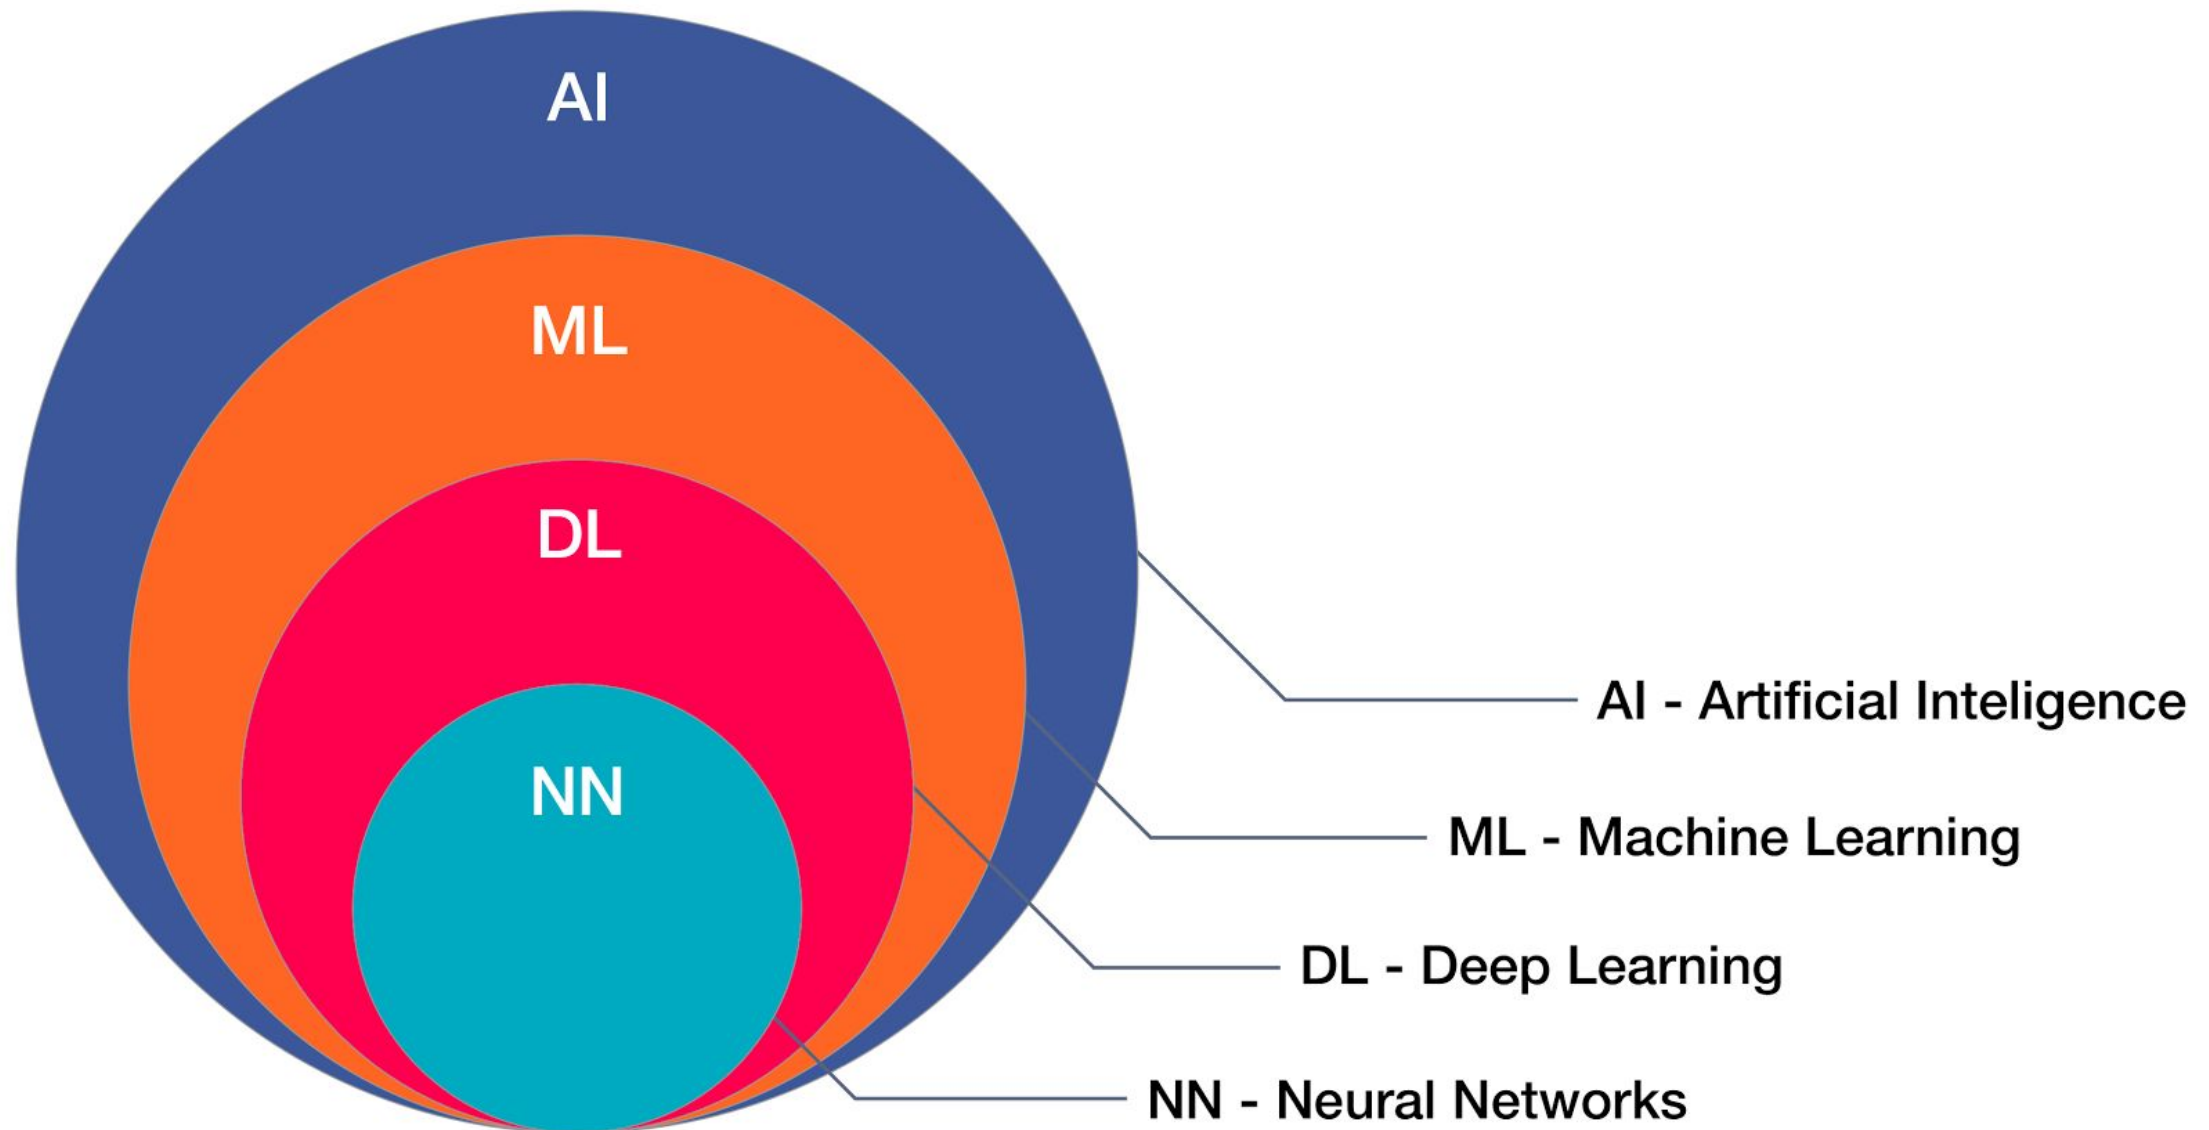 AI
ML
DL
NN
AI - Artificial Inteligence
ML - Machine Learning
DL - Deep Learning
NN - Neural Networks